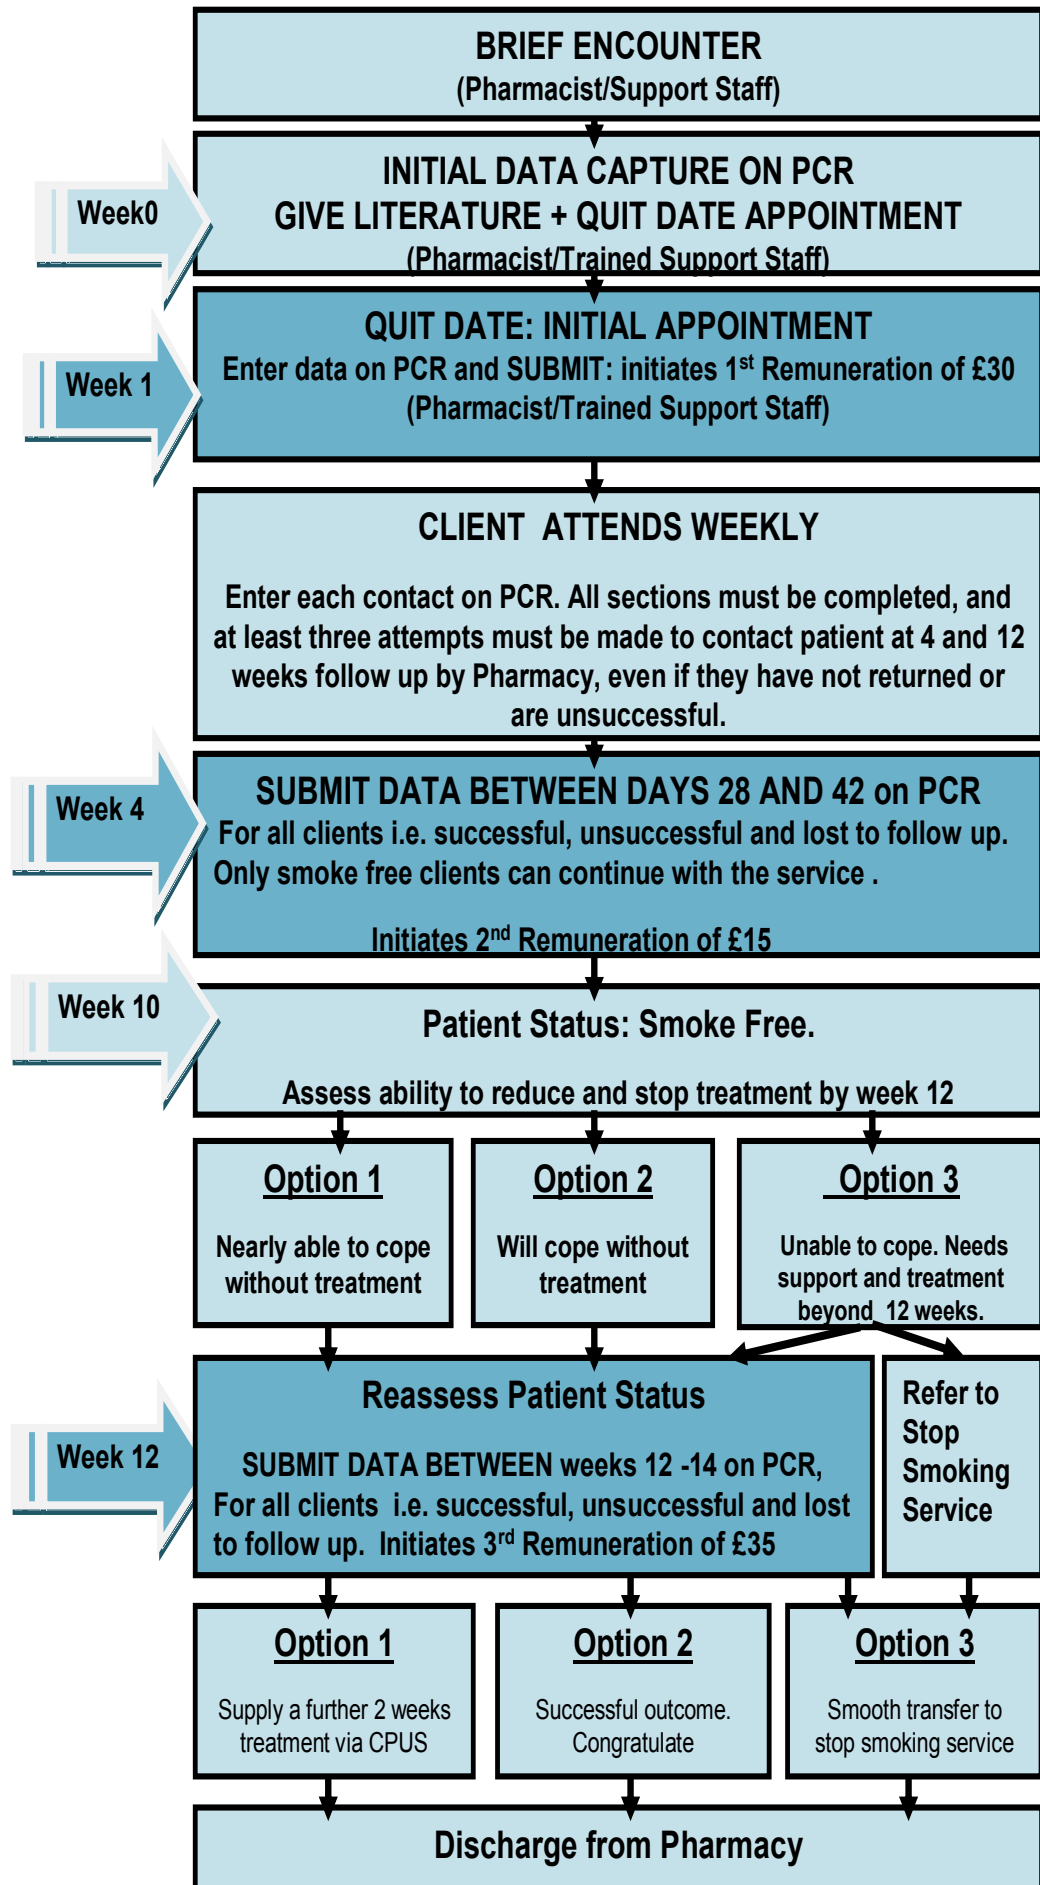 BRIEF ENCOUNTER
(Pharmacist/Support Staff)
Week0
INITIAL DATA CAPTURE ON PCR
GIVE LITERATURE + QUIT DATE APPOINTMENT
(Pharmacist/Trained Support Staff)
Week 1
QUIT DATE: INITIAL APPOINTMENT
Enter data on PCR and SUBMIT: initiates 1st Remuneration of £30
(Pharmacist/Trained Support Staff)
CLIENT ATTENDS WEEKLY
Enter each contact on PCR. All sections must be completed, and
at least three attempts must be made to contact patient at 4 and 12
weeks follow up by Pharmacy, even if they have not returned or
are unsuccessful.
Week 4
SUBMIT DATA BETWEEN DAYS 28 AND 42 on PCR
For all clients i.e. successful, unsuccessful and lost to follow up.
Only smoke free clients can continue with the service .
Initiates 2nd Remuneration of £15
Week 10
Patient Status: Smoke Free.
Assess ability to reduce and stop treatment by week 12
Option 1
Nearly able to cope
without treatment
Option 2
Will cope without
treatment
Option 3
Unable to cope. Needs
support and treatment
beyond 12 weeks.
Week 12
Reassess Patient Status
SUBMIT DATA BETWEEN weeks 12 -14 on PCR,
For all clients i.e. successful, unsuccessful and lost
to follow up. Initiates 3rd Remuneration of £35
Refer to
Stop
Smoking
Service
Option 1
Supply a further 2 weeks
treatment via CPUS
Option 2
Successful outcome.
Congratulate
Option 3
Smooth transfer to
stop smoking service
Discharge from Pharmacy